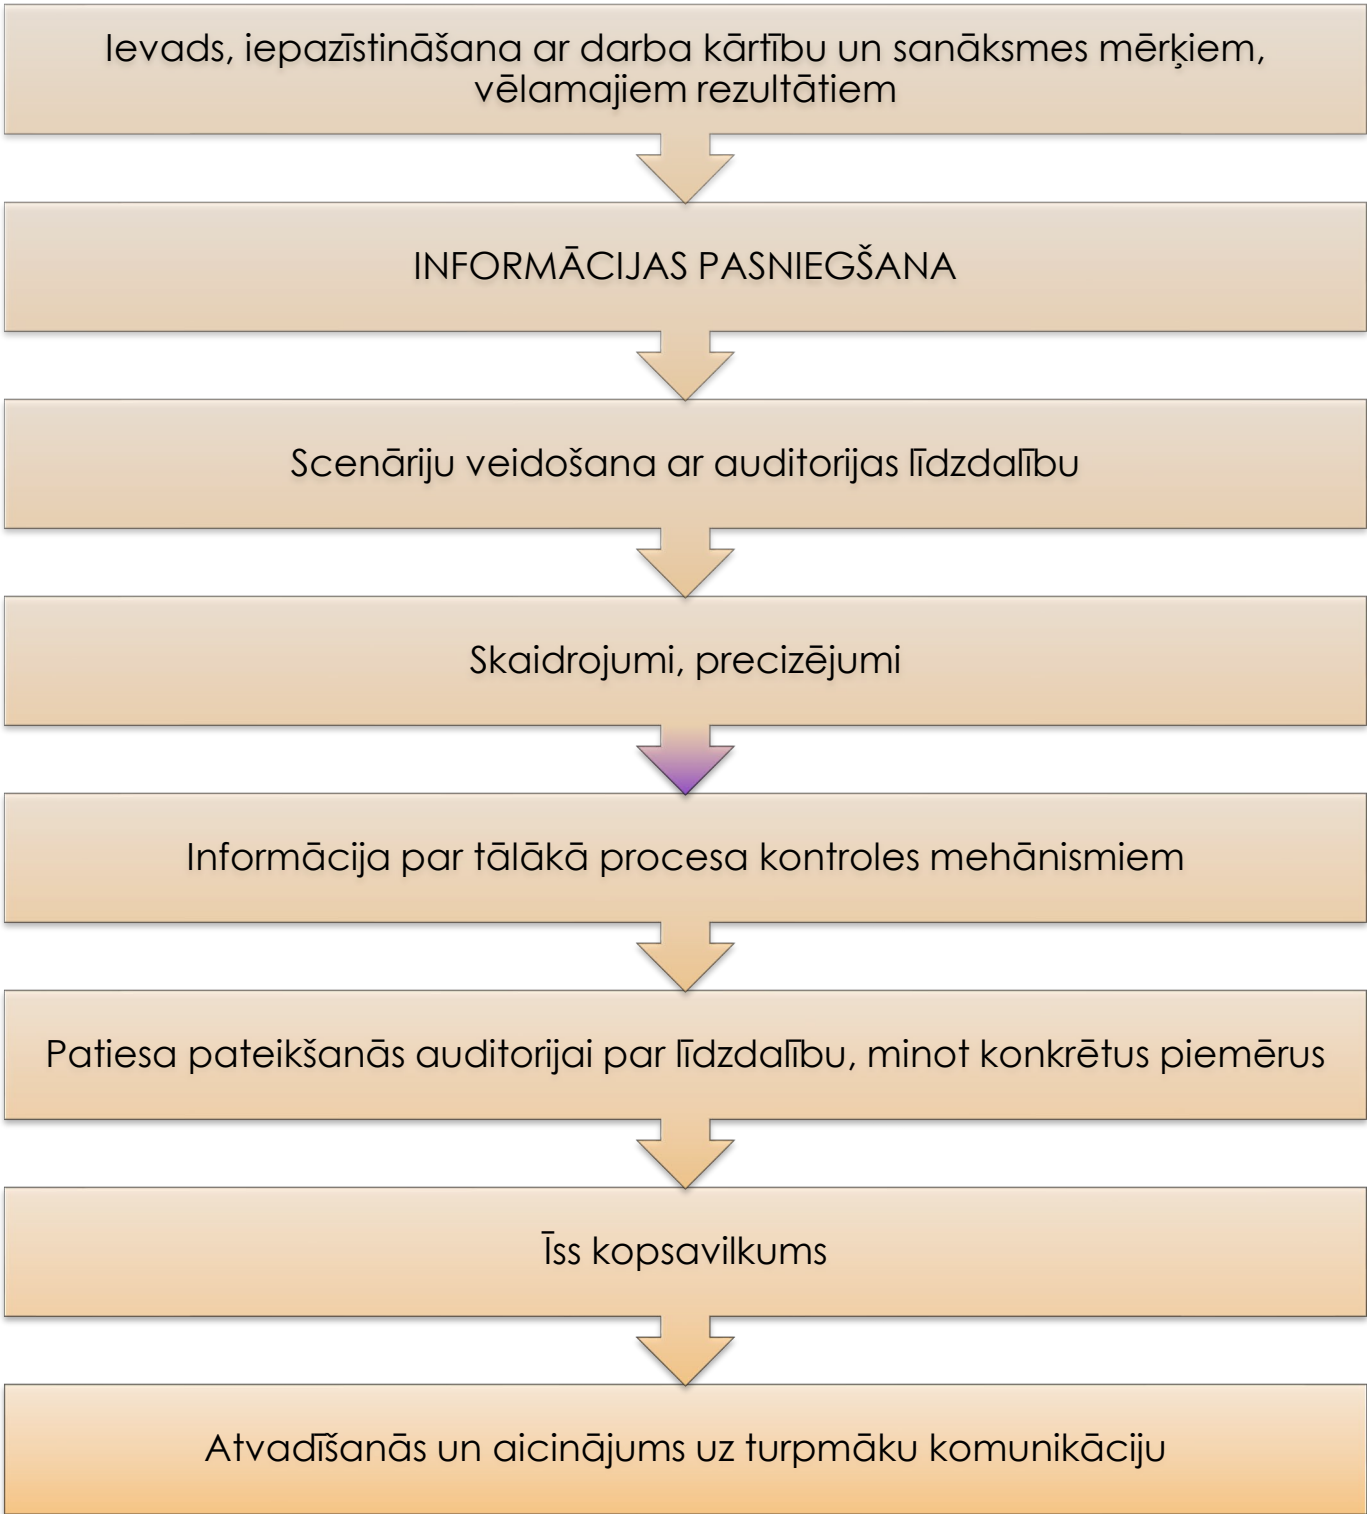 Ievads, iepazīstināšana ar darba kārtību un sanāksmes mērķiem,
vēlamajiem rezultātiem
INFORMĀCIJAS PASNIEGŠANA
Scenāriju veidošana ar auditorijas līdzdalību
Skaidrojumi, precizējumi
Informācija par tālākā procesa kontroles mehānismiem
Patiesa pateikšanās auditorijai par līdzdalību, minot konkrētus piemērus
Īss kopsavilkums
Atvadīšanās un aicinājums uz turpmāku komunikāciju